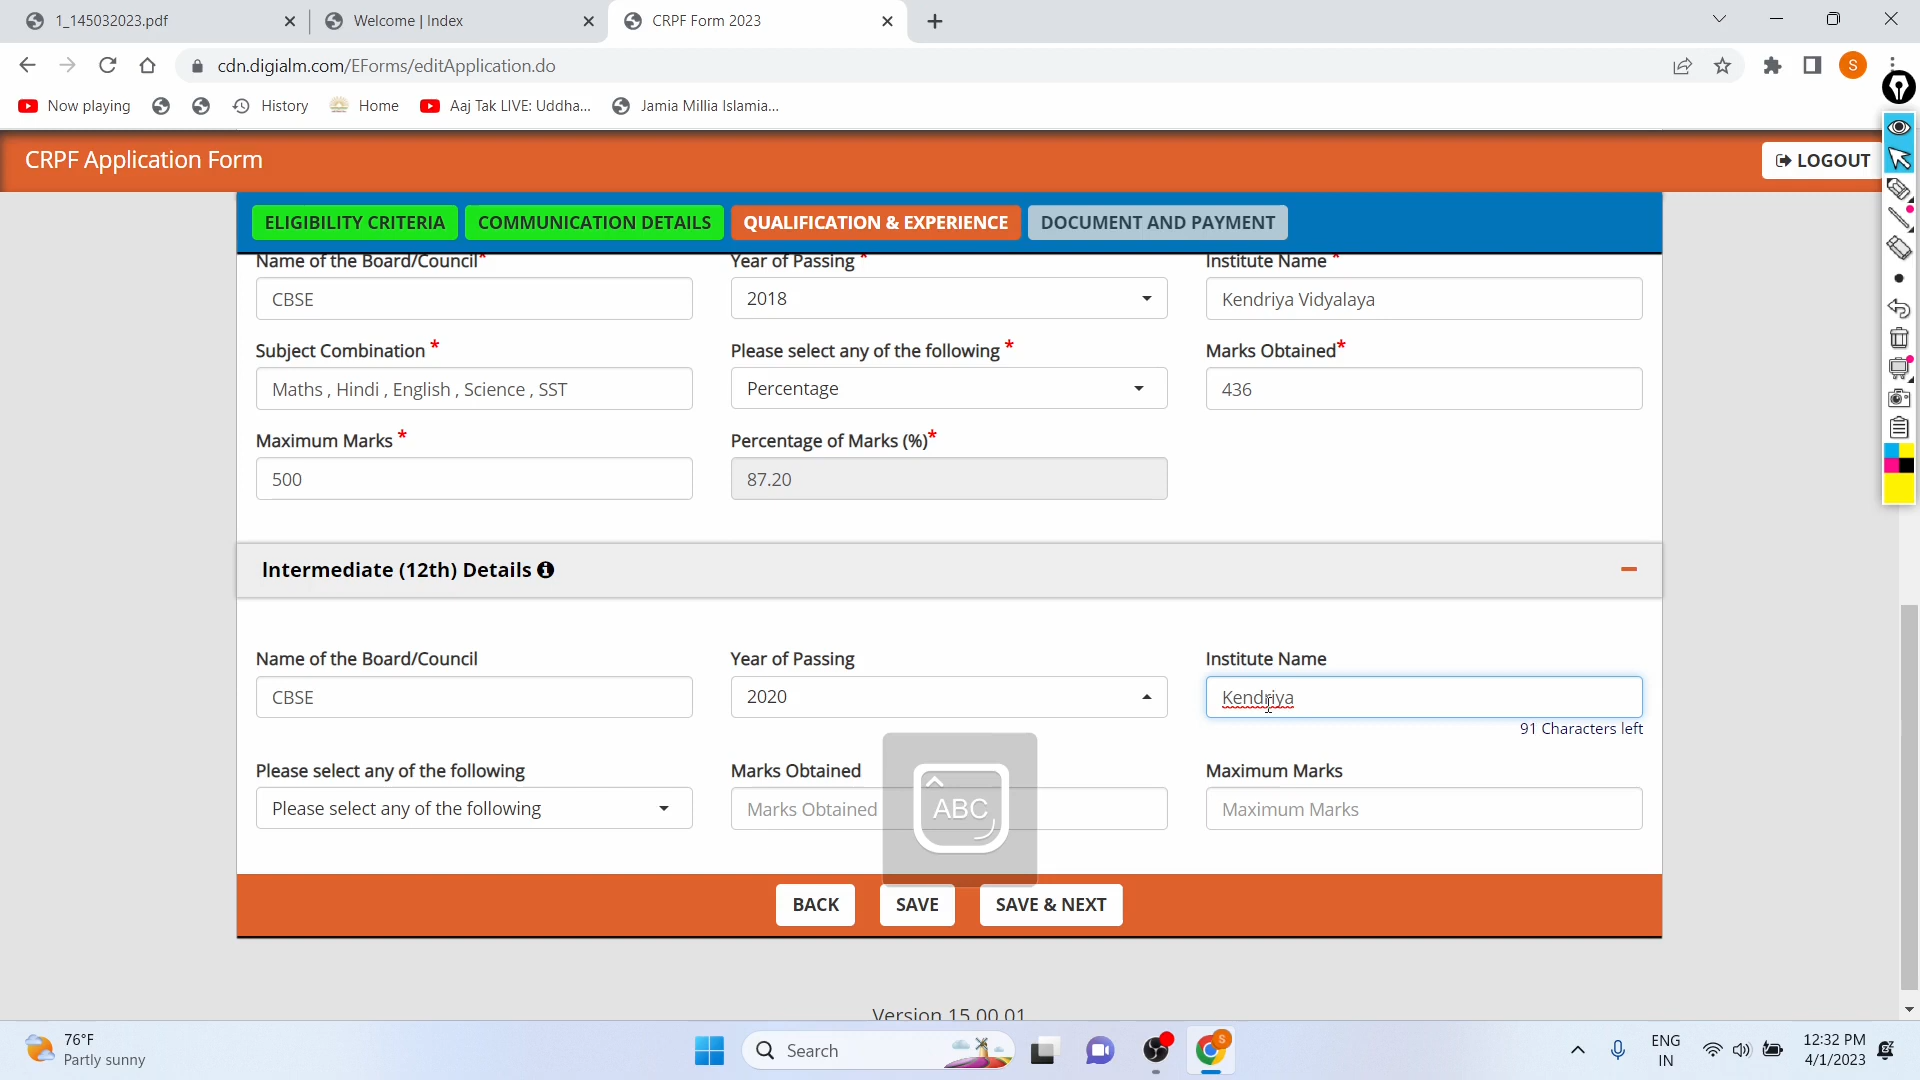 1_145032023.pdf
Welcome | Index
CRPF Form 2023
cdn.digialm.com/EForms/editApplication.do
S
Now playing
History
Home
Aaj Tak LIVE: Uddha...
Jamia Millia Islamia...
CRPF Application Form
LOGOUT
ELIGIBILITY CRITERIA
COMMUNICATION DETAILS
QUALIFICATION & EXPERIENCE
DOCUMENT AND PAYMENT
Name of the Board/Council*
Year of Passing *
Institute Name *
CBSE
2018
Kendriya Vidyalaya
Subject Combination *
Please select any of the following *
Marks Obtained*
Maths , Hindi , English , Science , SST
Percentage
436
Maximum Marks *
Percentage of Marks (%)*
500
87.20
Intermediate (12th) Details
Name of the Board/Council
Year of Passing
Institute Name
CBSE
2020
Kendriya
91 Characters left
Please select any of the following
Marks Obtained
Maximum Marks
Please select any of the following
Marks Obtained
ABC
Maximum Marks
BACK
SAVE
SAVE & NEXT
Version 15.00.01
76°F
Partly sunny
Search
S
ENG
IN
12:32 PM
4/1/2023